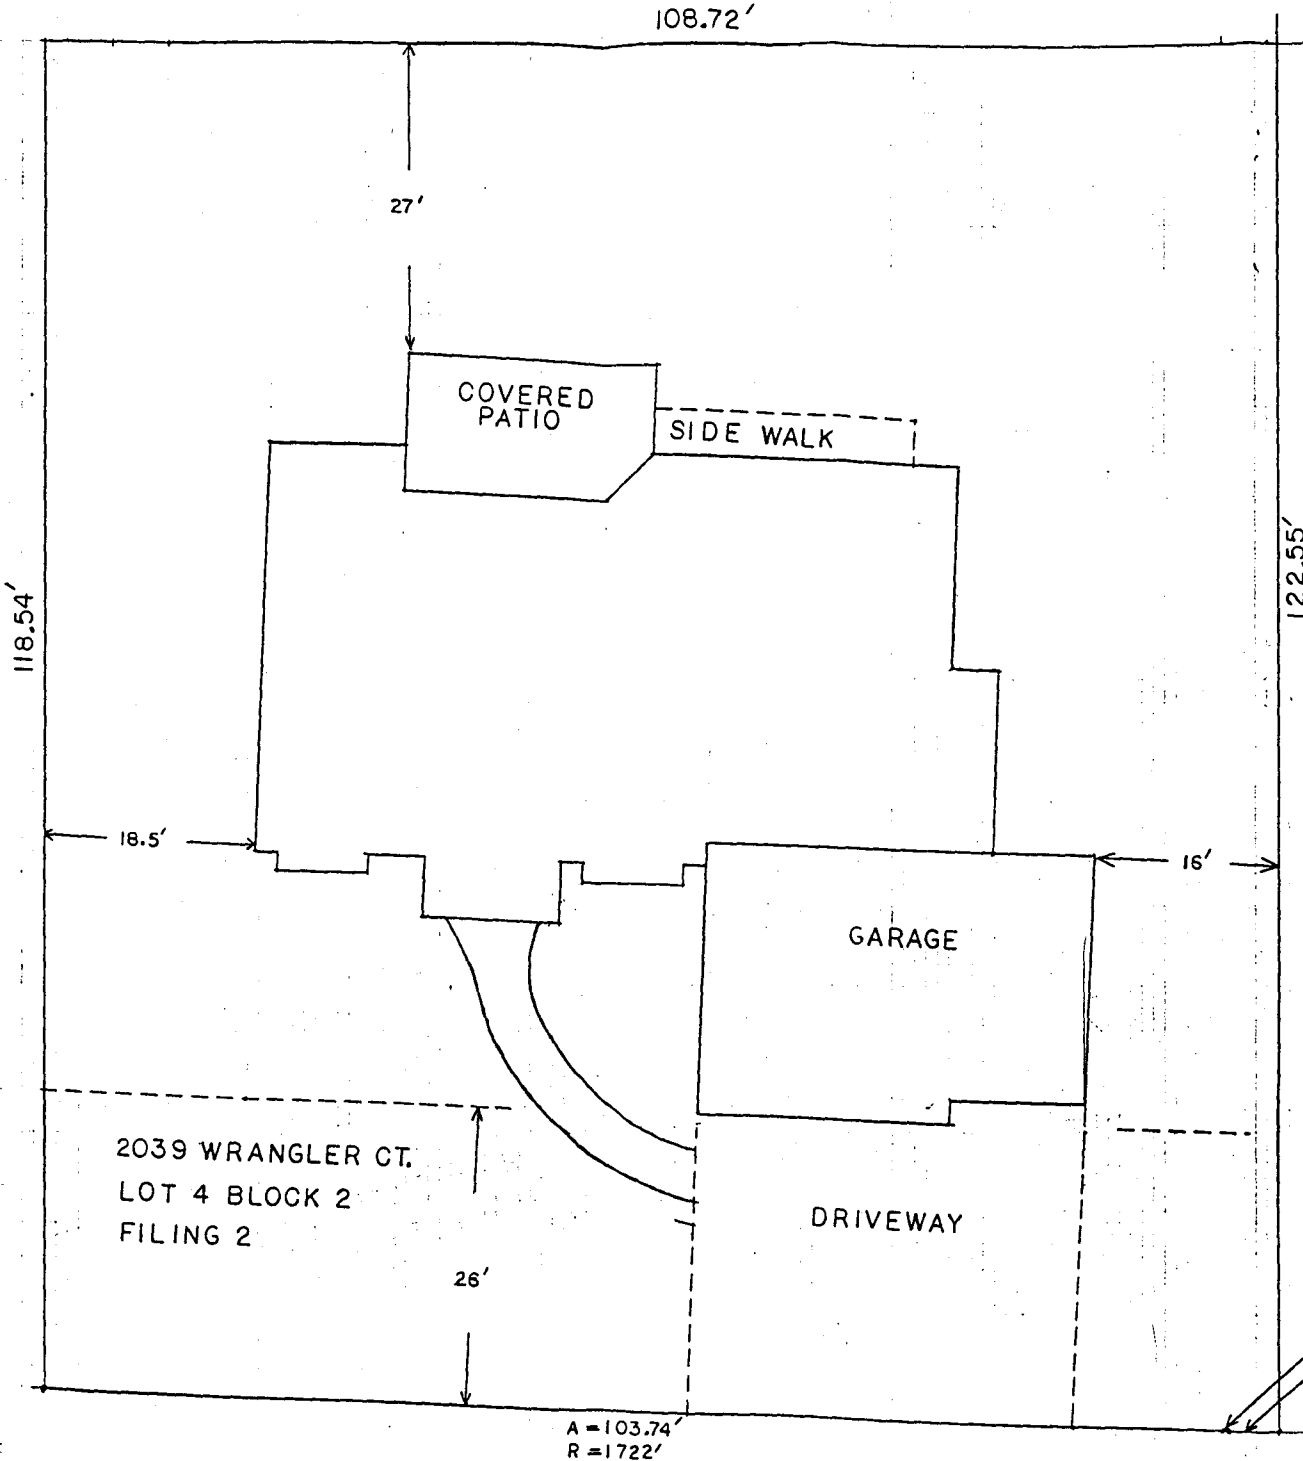 108.72'
27'
COVERED
PATIO
SIDE WALK
118.54'
122.55'
18.5'
16'
GARAGE
2039 WRANGLER CT.
LOT 4 BLOCK 2
FILING 2
DRIVEWAY
26'
A = 103.74'
R = 1722'